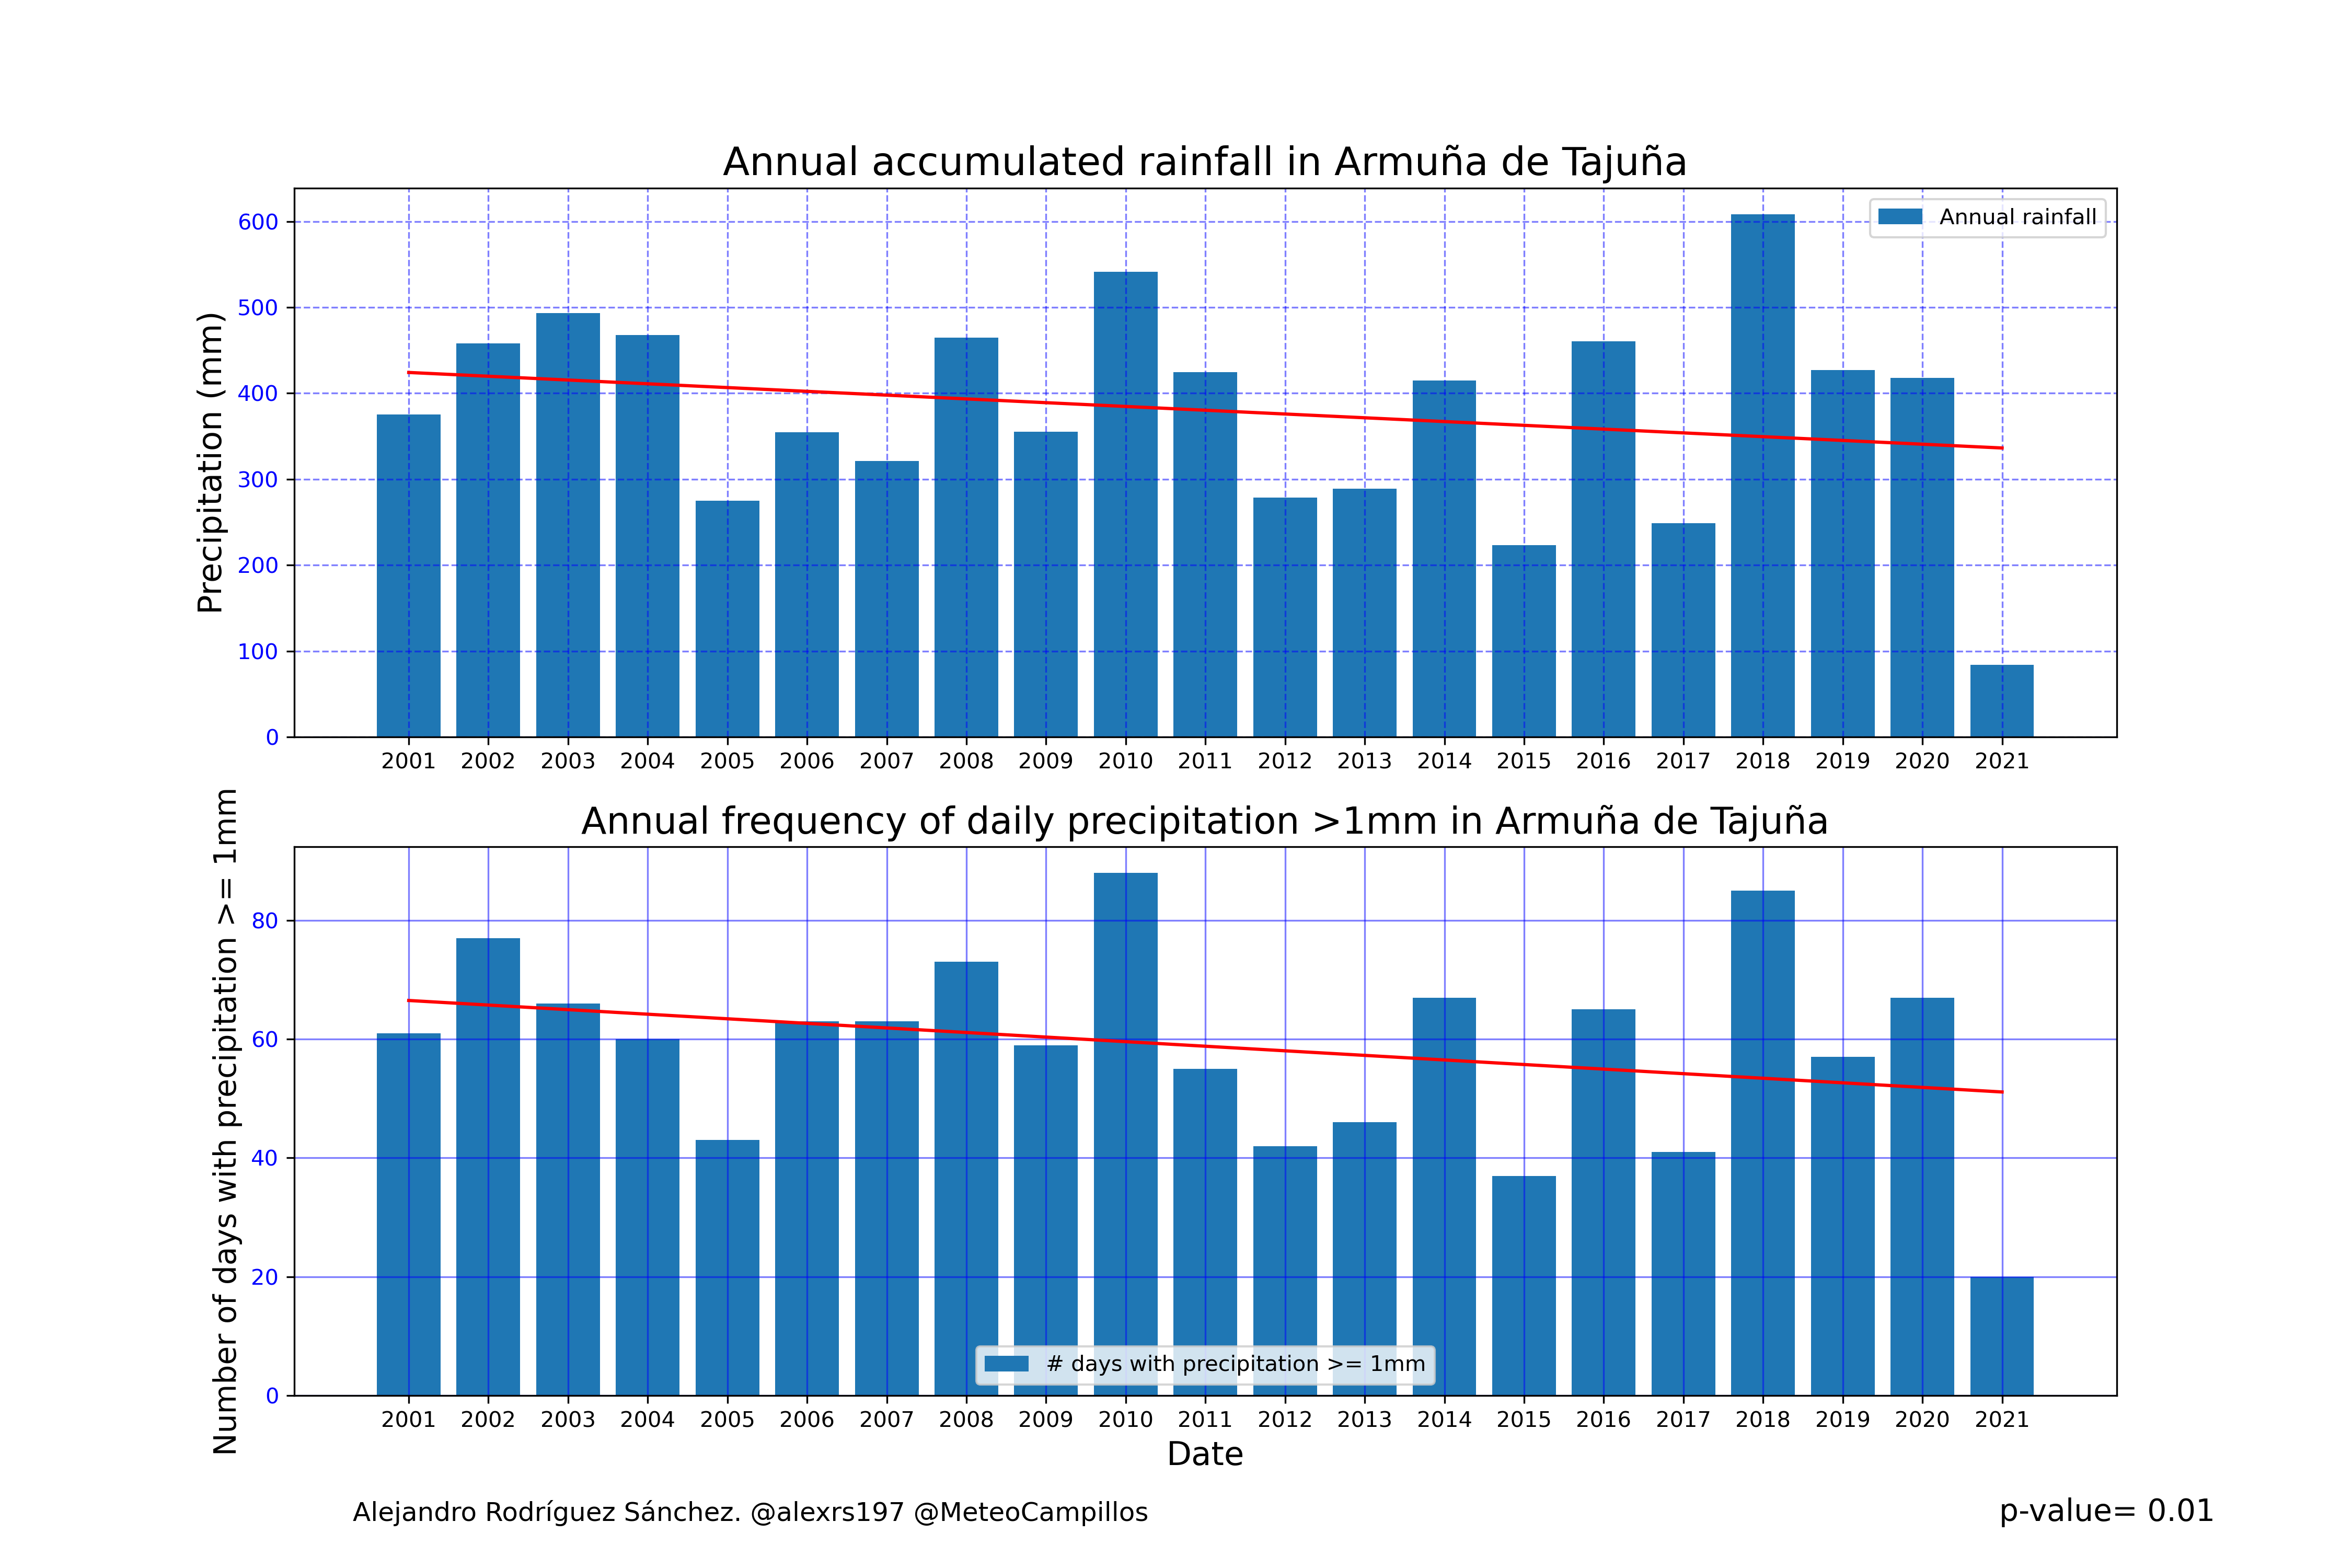 Annual accumulated rainfall in Armuña de Tajuña
Precipitation (mm)
600
500
400
300
200
100
0
Annual rainfall
2001 2002 2003 2004 2005 2006 2007 2008 2009 2010 2011 2012 2013 2014 2015 2016 2017 2018 2019 2020 2021
Annual frequency of daily precipitation >1mm in Armuña de Tajuña
Number of days with precipitation >= 1mm
80
60
40
20
0
# days with precipitation >= 1mm
2001 2002 2003 2004 2005 2006 2007 2008 2009 2010 2011 2012 2013 2014 2015 2016 2017 2018 2019 2020 2021
Date
Alejandro Rodríguez Sánchez. @alexrs197 @MeteoCampillos
p-value= 0.01